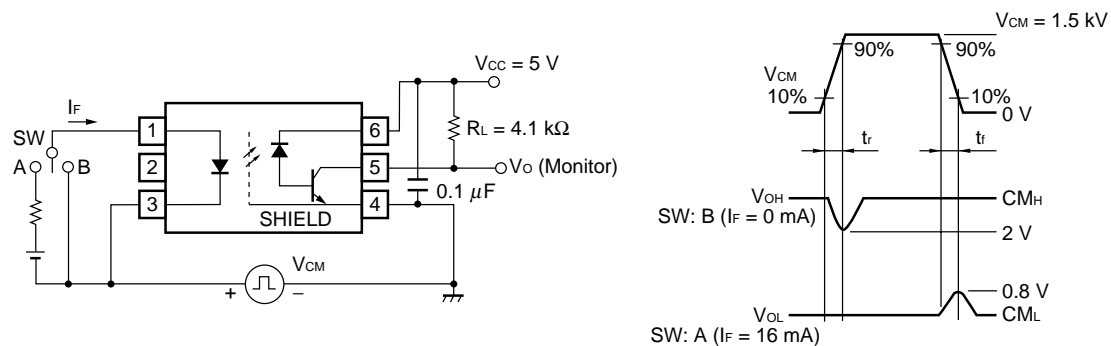 IF
SW
A
B
1
2
3
SHIELD
6
5
4
VCC = 5 V
RL = 4.1 kΩ
VO (Monitor)
0.1 μF
VCM
+
−
VCM = 1.5 kV
90%
90%
VCM
10%
10%
0 V
tr
tf
VOH
CMH
SW: B (IF = 0 mA)
2 V
0.8 V
VOL
CML
SW: A (IF = 16 mA)